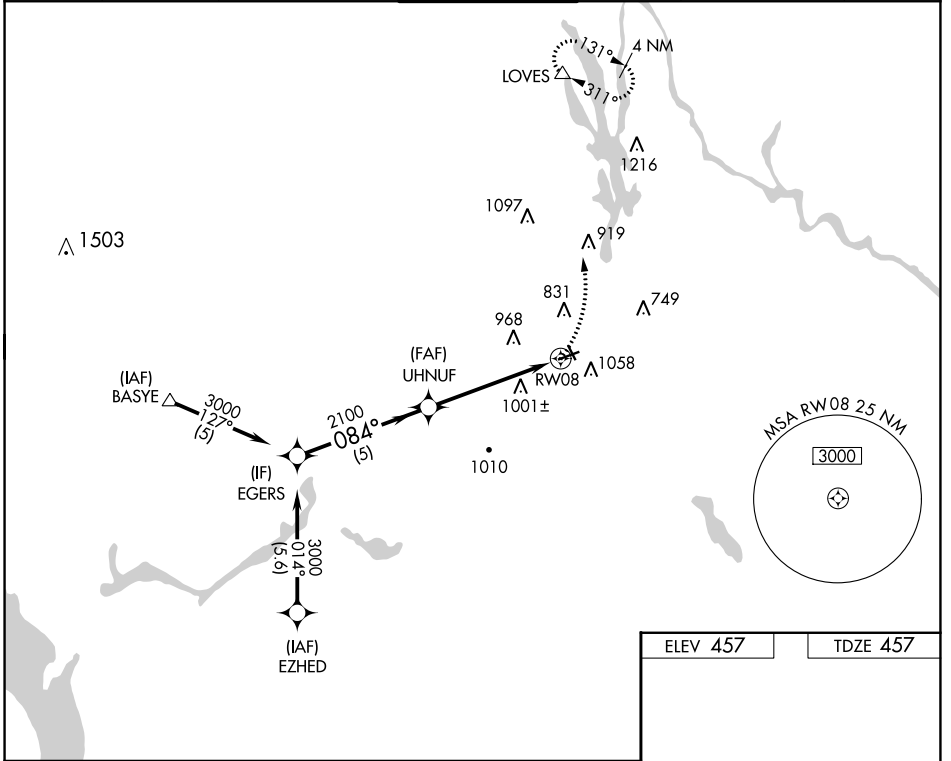 131°
4 NM
LOVES
311°
1216
1097
919
1503
831
749
968
(FAF)
UHNUF
RW08
1058
1001±
(IAF)
BASYE
3000
127°
(5)
2100
084°
(5)
1010
(IF)
EGERS
MSA RW08 25 NM
3000
3000
014°
(5.6)
(IAF)
EZHED
ELEV 457
TDZE 457